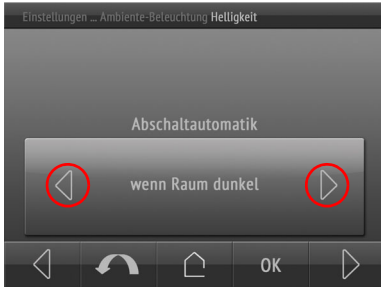 Einstellungen ... Ambiente-Beleuchtung Helligkeit
Abschaltautomatik
wenn Raum dunkel
OK